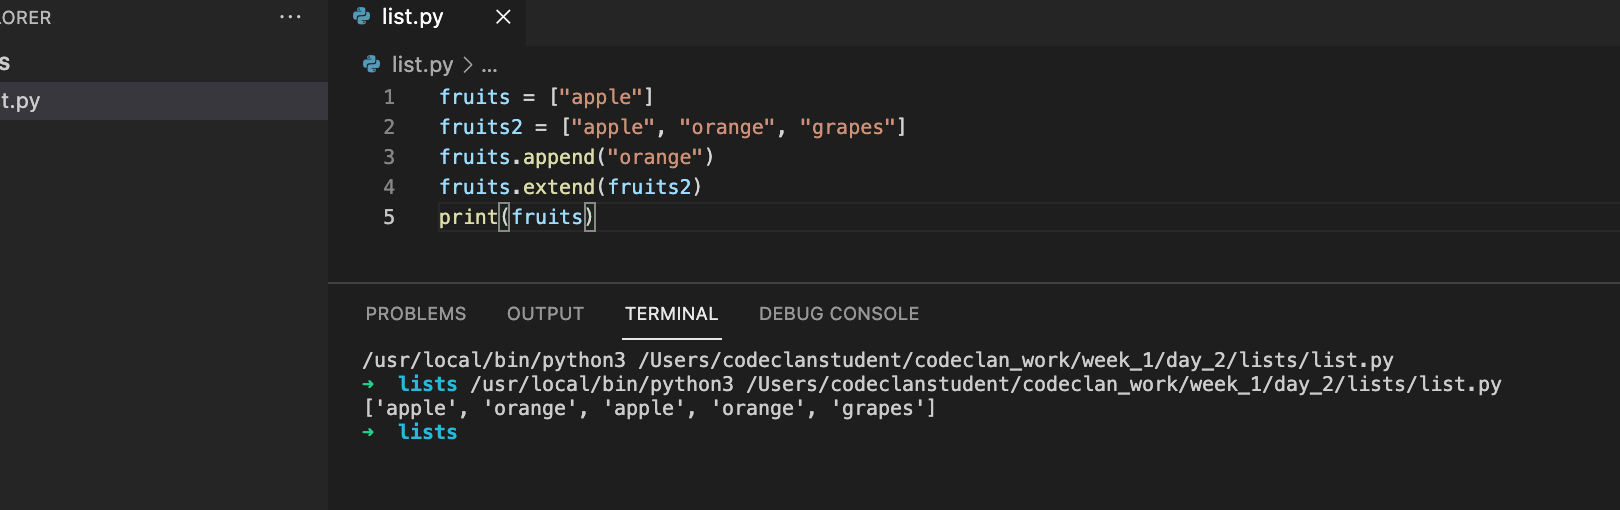 ORER
···
list.py
s
list.py > ...
t.py
1 fruits = ["apple"]
2 fruits2 = ["apple", "orange", "grapes"]
3 fruits.append("orange")
4 fruits.extend(fruits2)
5 print(fruits)
PROBLEMS OUTPUT TERMINAL DEBUG CONSOLE
/usr/local/bin/python3 /Users/codeclanstudent/codeclan_work/week_1/day_2/lists/list.py
➜ lists /usr/local/bin/python3 /Users/codeclanstudent/codeclan_work/week_1/day_2/lists/list.py
['apple', 'orange', 'apple', 'orange', 'grapes']
➜ lists